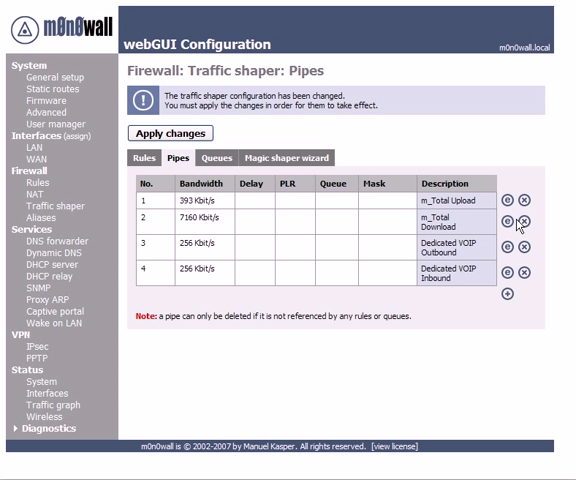 m0n0wall
webGUI Configuration
m0n0wall.local
System
General setup
Static routes
Firmware
Advanced
User manager
Interfaces (assign)
LAN
WAN
Firewall
Rules
NAT
Traffic shaper
Aliases
Services
DNS forwarder
Dynamic DNS
DHCP server
DHCP relay
SNMP
Proxy ARP
Captive portal
Wake on LAN
VPN
IPsec
PPTP
Status
System
Interfaces
Traffic graph
Wireless
Diagnostics
Firewall: Traffic shaper: Pipes
The traffic shaper configuration has been changed.
You must apply the changes in order for them to take effect.
Apply changes
Rules Pipes Queues Magic shaper wizard
No. Bandwidth Delay PLR Queue Mask Description
1 393 Kbit/s m_Total Upload
2 7160 Kbit/s m_Total
Download
3 256 Kbit/s Dedicated VOIP
Outbound
4 256 Kbit/s Dedicated VOIP
Inbound
Note: a pipe can only be deleted if it is not referenced by any rules or queues.
m0n0wall is © 2002-2007 by Manuel Kasper. All rights reserved. [view license]